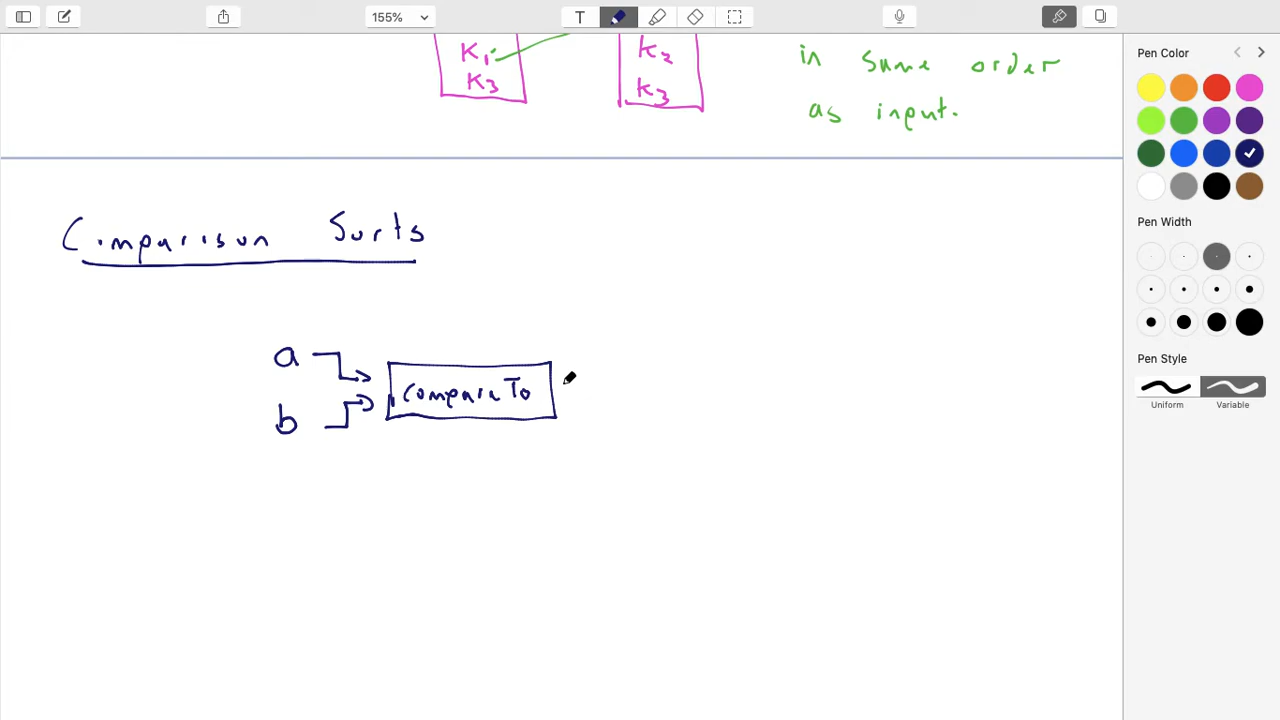 155%
T
Pen Color
K1
K3
K2
K3
in same order
as input.
Comparison Sorts
a
b
compareTo
Pen Width
Pen Style
Uniform
Variable